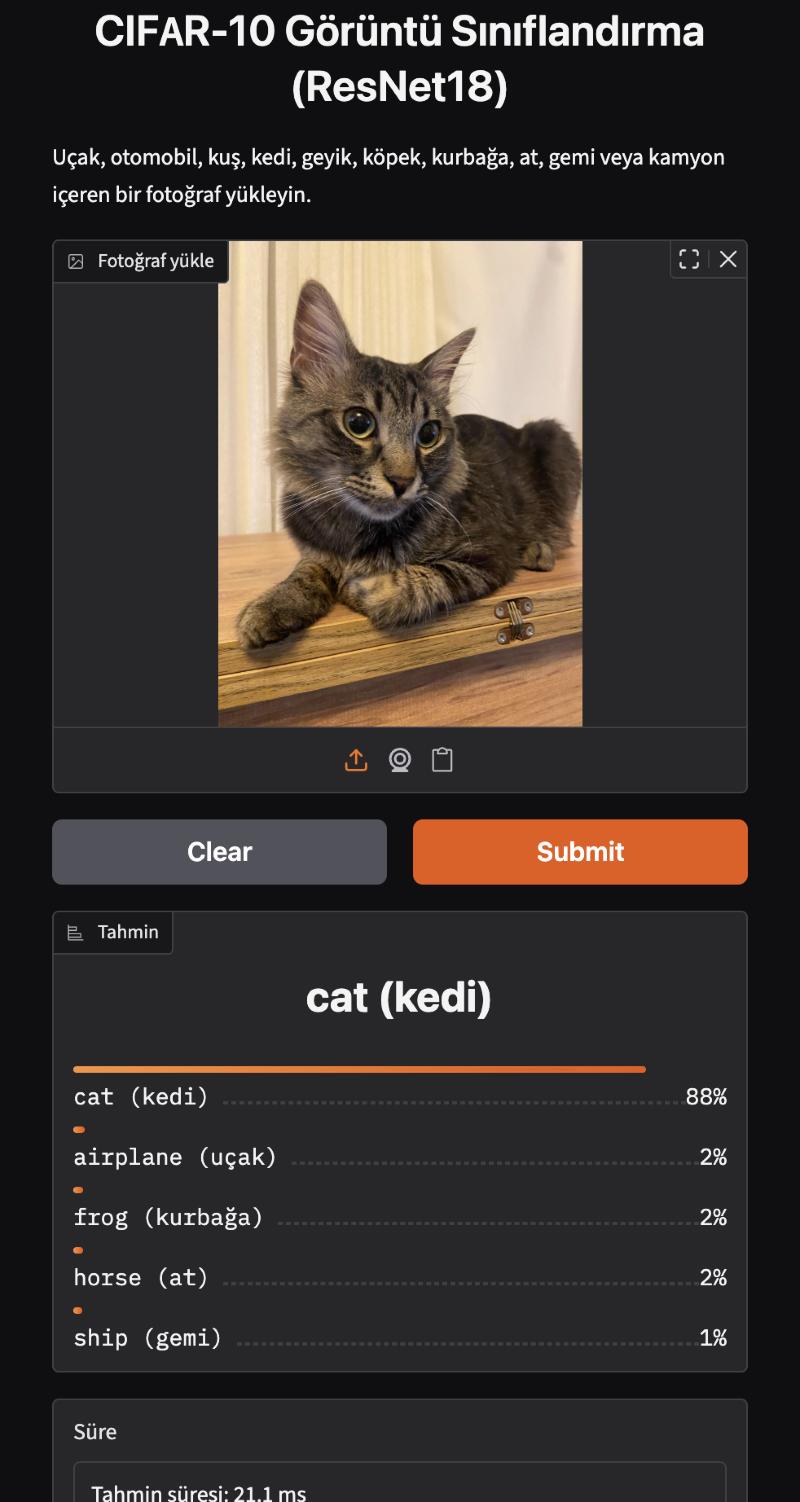 CIFAR-10 Görüntü Sınıflandırma
(ResNet18)
Uçak, otomobil, kuş, kedi, geyik, köpek, kurbağa, at, gemi veya kamyon
içeren bir fotoğraf yükleyin.
Fotoğraf yükle
Clear
Submit
Tahmin
cat (kedi)
cat (kedi) 88%
airplane (uçak) 2%
frog (kurbağa) 2%
horse (at) 2%
ship (gemi) 1%
Süre
Tahmin süresi: 21.1 ms